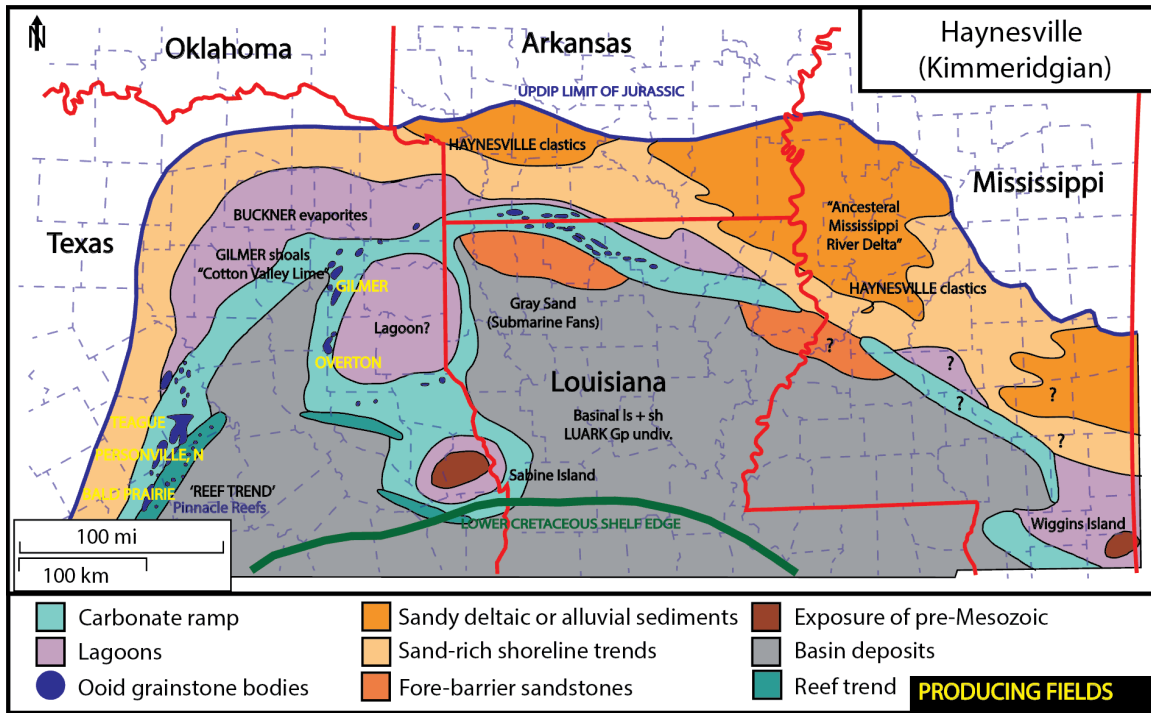 N
Oklahoma
Arkansas
Haynesville
(Kimmeridgian)
UPDIP LIMIT OF JURASSIC
HAYNESVILLE clastics
Mississippi
BUCKNER evaporites
"Ancesteral
Mississippi
River Delta"
Texas
GILMER shoals
"Cotton Valley Lime"
GILMER
HAYNESVILLE clastics
Gray Sand
(Submarine Fans)
Lagoon?
?
OVERTON
?
Louisiana
?
?
Basinal ls + sh
LUARK Gp undiv.
TEAGUE
?
PERSONVILLE, N
Sabine Island
BALD PRAIRIE
'REEF TREND'
Pinnacle Reefs
LOWER CRETACEOUS SHELF EDGE
Wiggins Island
100 mi
100 km
Carbonate ramp
Sandy deltaic or alluvial sediments
Exposure of pre-Mesozoic
Lagoons
Sand-rich shoreline trends
Basin deposits
Ooid grainstone bodies
Fore-barrier sandstones
Reef trend
PRODUCING FIELDS